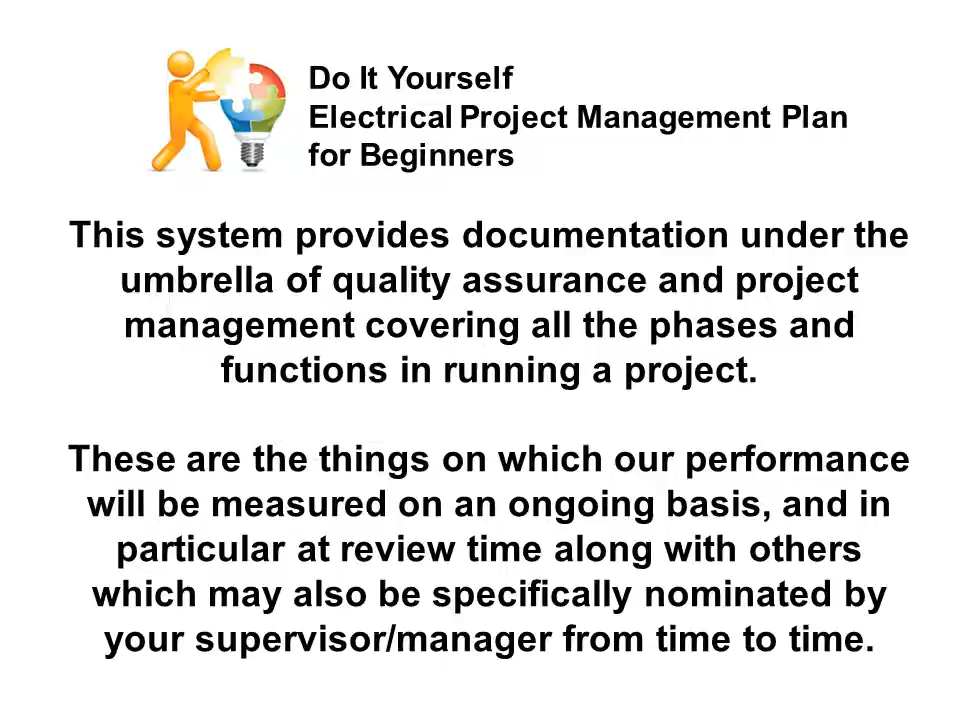 Do It Yourself
Electrical Project Management Plan
for Beginners
This system provides documentation under the
umbrella of quality assurance and project
management covering all the phases and
functions in running a project.
These are the things on which our performance
will be measured on an ongoing basis, and in
particular at review time along with others
which may also be specifically nominated by
your supervisor/manager from time to time.